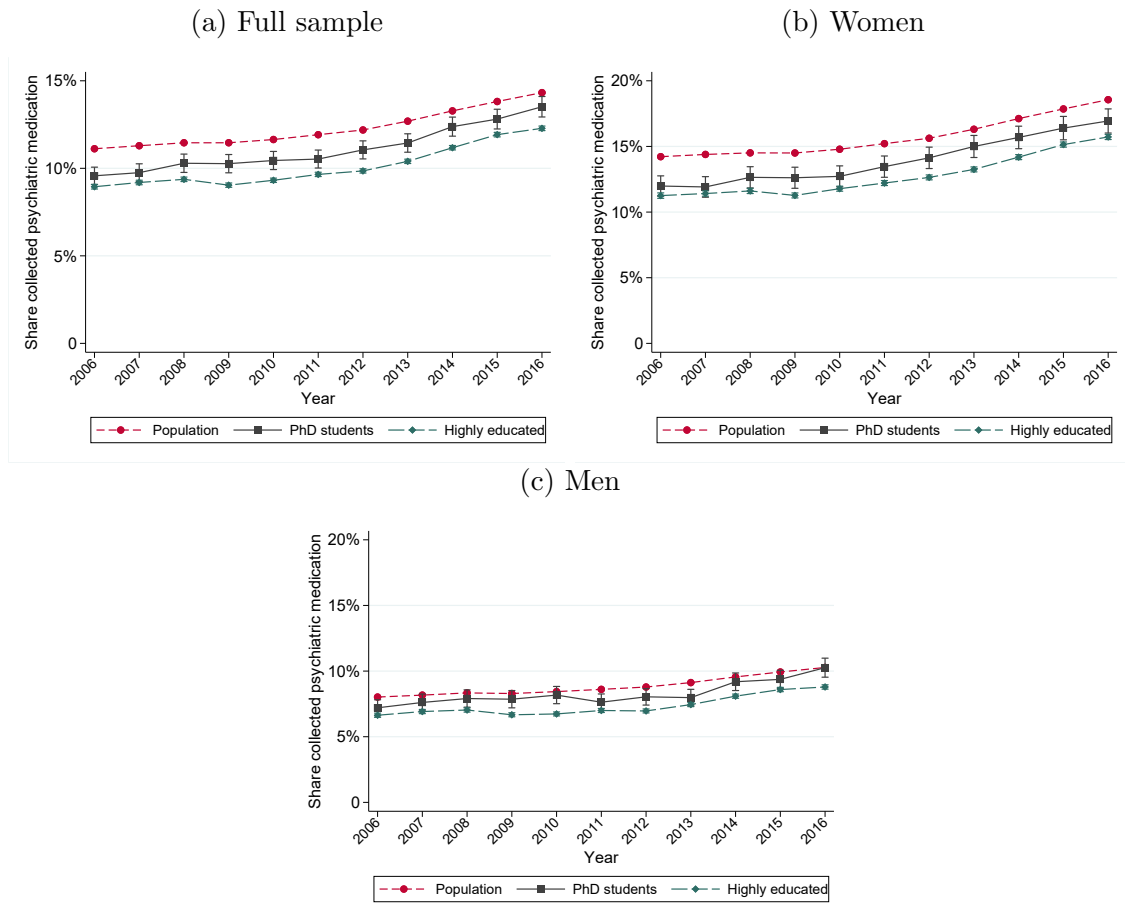 (a) Full sample
Share collected psychiatric medication
15%
10%
5%
0
2006 2007 2008 2009 2010 2011 2012 2013 2014 2015 2016
Year
Population PhD students Highly educated
(b) Women
Share collected psychiatric medication
20%
15%
10%
5%
0
2006 2007 2008 2009 2010 2011 2012 2013 2014 2015 2016
Year
Population PhD students Highly educated
(c) Men
Share collected psychiatric medication
20%
15%
10%
5%
0
2006 2007 2008 2009 2010 2011 2012 2013 2014 2015 2016
Year
Population PhD students Highly educated